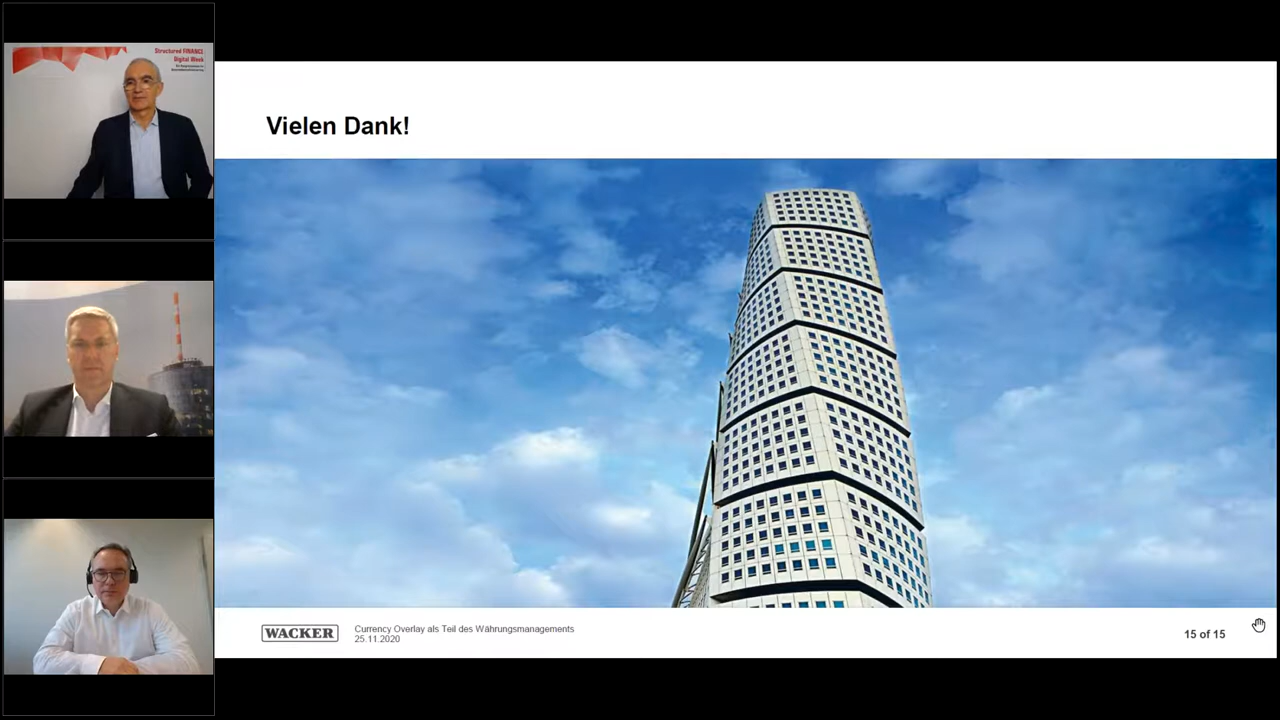 Structured FINANCE
Digital Week
Vielen Dank!
WACKER
Currency Overlay als Teil des Währungsmanagements
25.11.2020
15 of 15